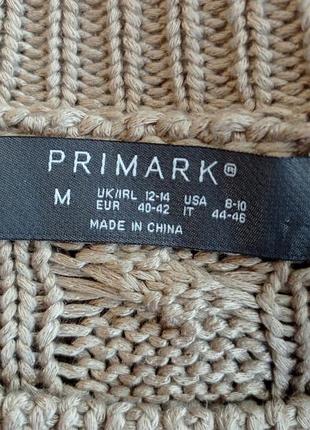 PRIMARK®
M UK/IRL 12-14 USA 8-10
EUR 40-42 IT 44-46
MADE IN CHINA